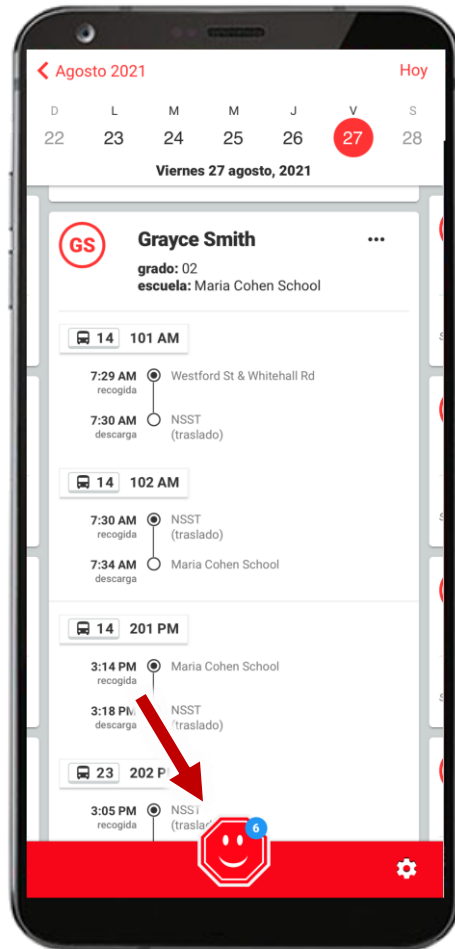 Agosto 2021 Hoy
D L M M J V S
22 23 24 25 26 27 28
Viernes 27 agosto, 2021
GS Grayce Smith
grado: 02
escuela: Maria Cohen School
14 101 AM
7:29 AM Westford St & Whitehall Rd
recogida
7:30 AM NSST
descarga (traslado)
14 102 AM
7:30 AM NSST
recogida (traslado)
7:34 AM Maria Cohen School
descarga
14 201 PM
3:14 PM Maria Cohen School
recogida
3:18 PM NSST
descarga (traslado)
23 202 P
3:05 PM NSST
recogida
6